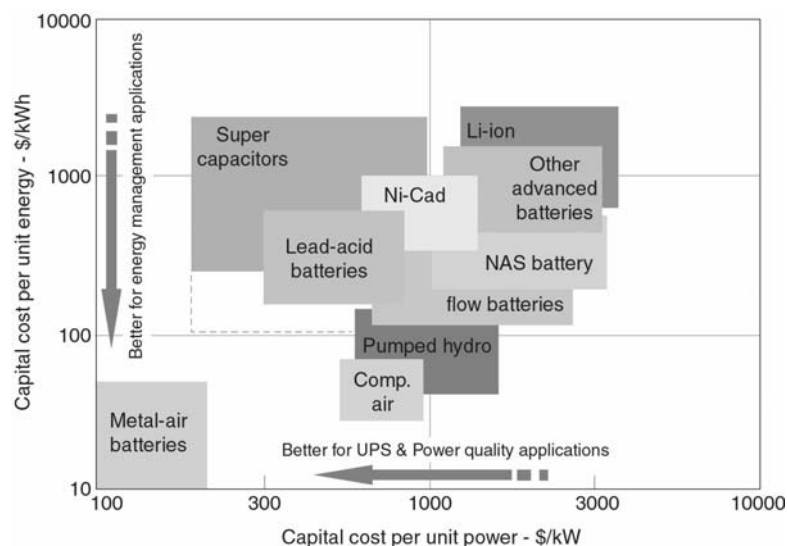 10000
1000
100
10
Capital cost per unit energy - $/kWh
Better for energy management applications
Super
capacitors
Li-ion
Other
advanced
batteries
Ni-Cad
Lead-acid
batteries
NAS battery
flow batteries
Pumped hydro
Comp.
air
Metal-air
batteries
Better for UPS & Power quality applications
100
300
1000
3000
10000
Capital cost per unit power - $/kW